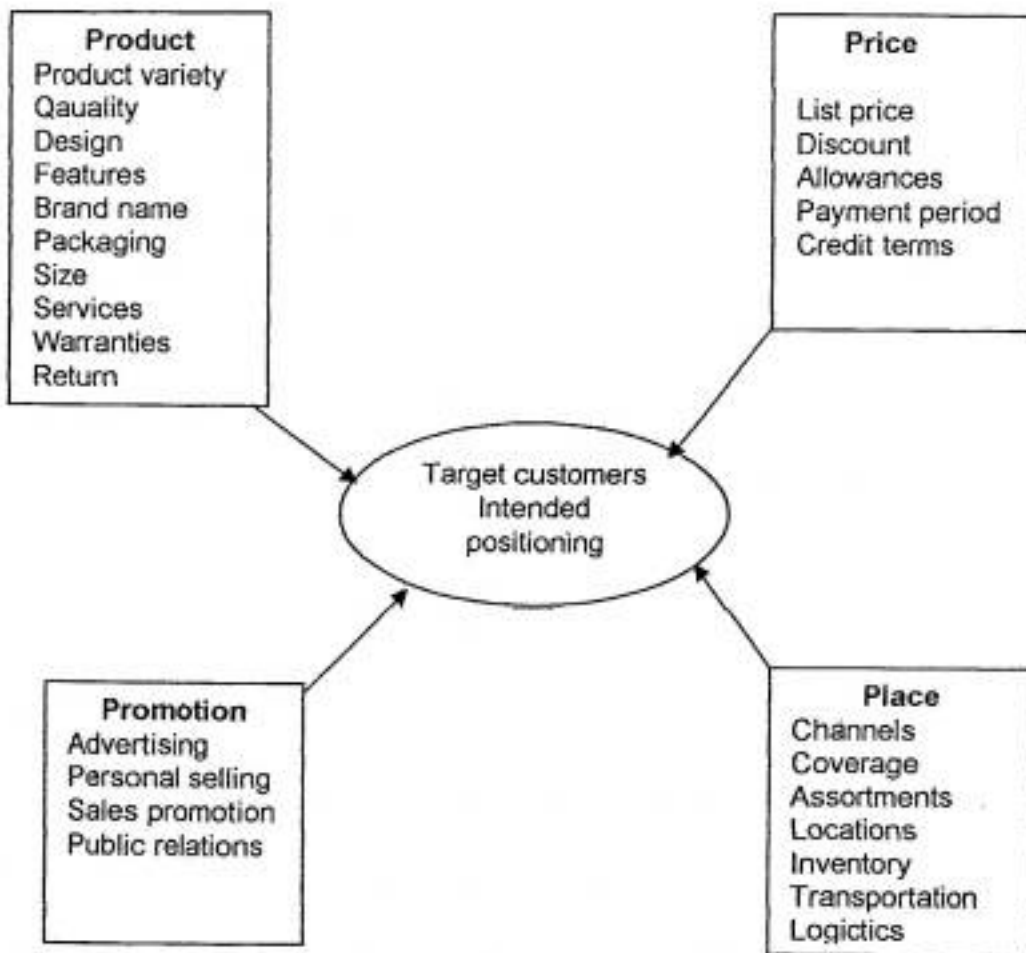 Product
Product variety
Qauality
Design
Features
Brand name
Packaging
Size
Services
Warranties
Return
Price
List price
Discount
Allowances
Payment period
Credit terms
Target customers
Intended
positioning
Promotion
Advertising
Personal selling
Sales promotion
Public relations
Place
Channels
Coverage
Assortments
Locations
Inventory
Transportation
Logictics